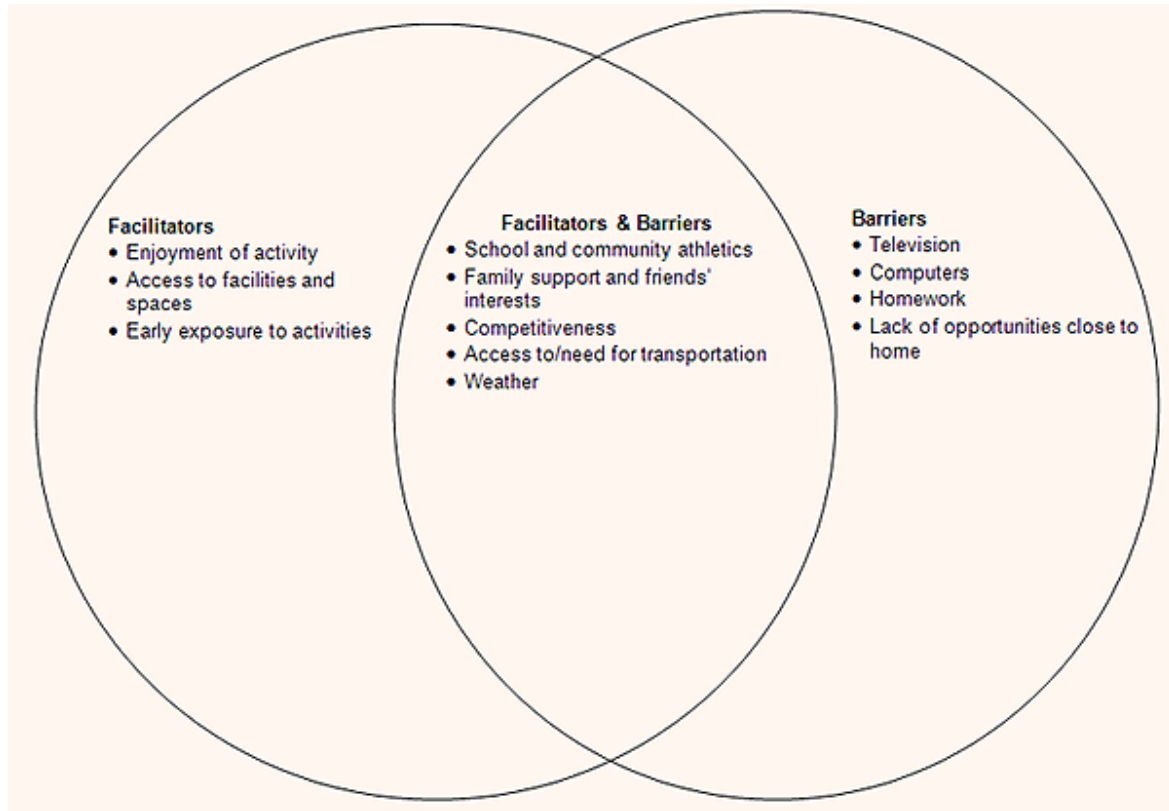 Facilitators
• Enjoyment of activity
• Access to facilities and
spaces
• Early exposure to activities
Facilitators & Barriers
• School and community athletics
• Family support and friends'
interests
• Competitiveness
• Access to/need for transportation
• Weather
Barriers
• Television
• Computers
• Homework
• Lack of opportunities close to
home